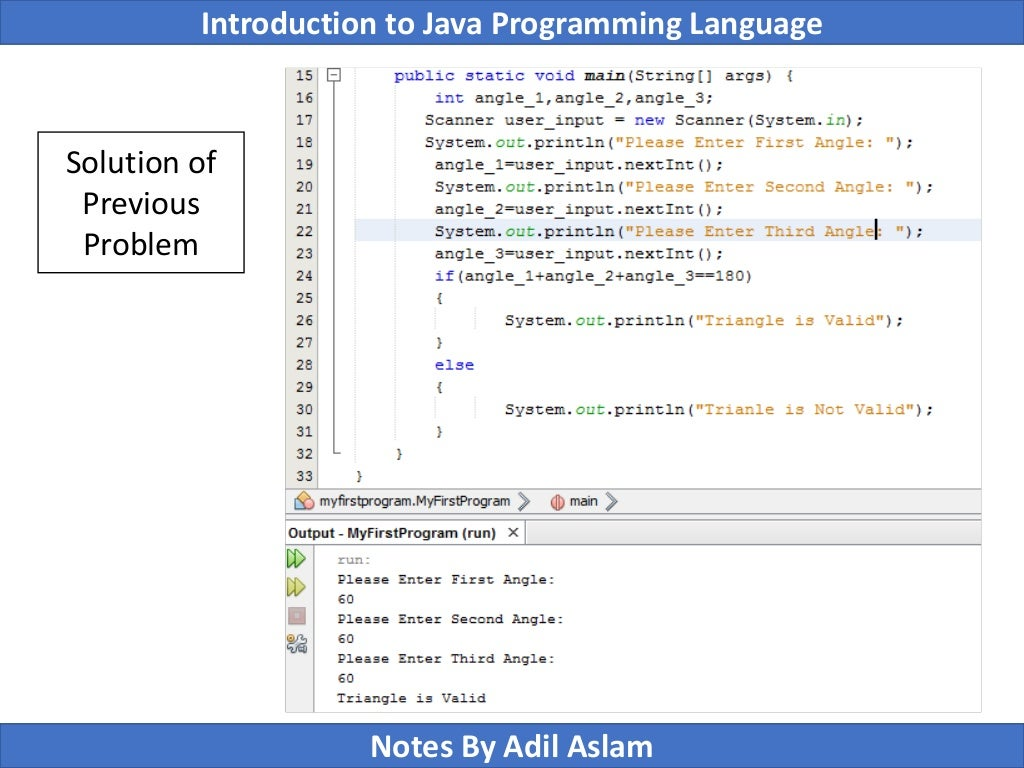 Introduction to Java Programming Language
Solution of
Previous
Problem
15 public static void main(String[] args) {
16 int angle_1,angle_2,angle_3;
17 Scanner user_input = new Scanner(System.in);
18 System.out.println("Please Enter First Angle: ");
19 angle_1=user_input.nextInt();
20 System.out.println("Please Enter Second Angle: ");
21 angle_2=user_input.nextInt();
22 System.out.println("Please Enter Third Angle: ");
23 angle_3=user_input.nextInt();
24 if(angle_1+angle_2+angle_3==180)
25 {
26 System.out.println("Triangle is Valid");
27 }
28 else
29 {
30 System.out.println("Trianle is Not Valid");
31 }
32 }
33 }
myfirstprogram.MyFirstProgram main
Output - MyFirstProgram (run)
run:
Please Enter First Angle:
60
Please Enter Second Angle:
60
Please Enter Third Angle:
60
Triangle is Valid
Notes By Adil Aslam